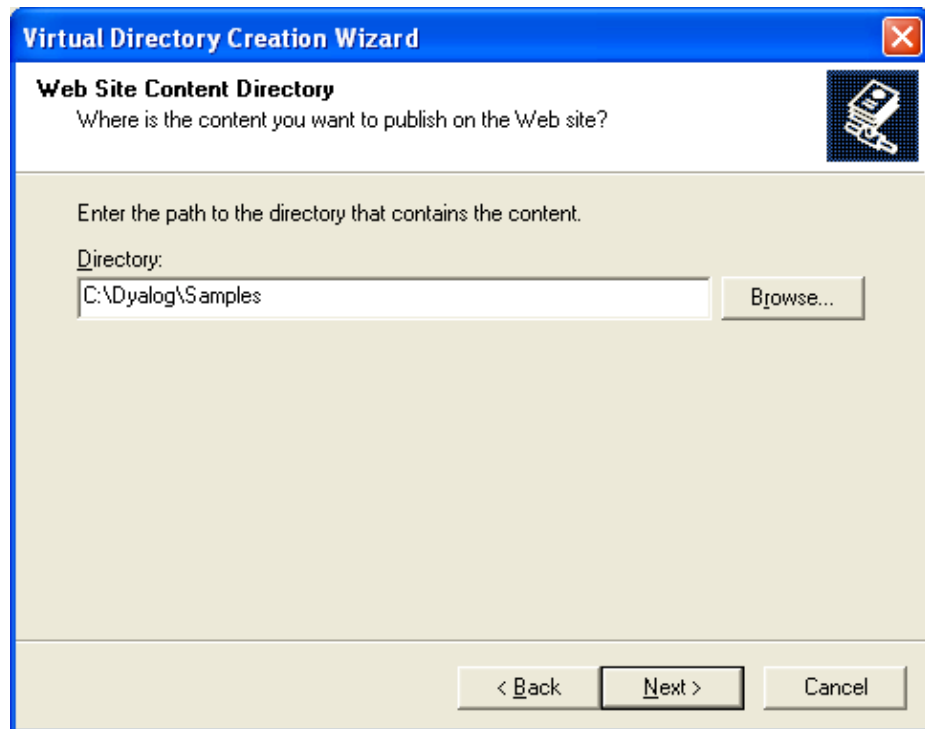 Virtual Directory Creation Wizard
Web Site Content Directory
Where is the content you want to publish on the Web site?
Enter the path to the directory that contains the content.
Directory:
C:\Dyalog\Samples
Browse...
< Back
Next >
Cancel